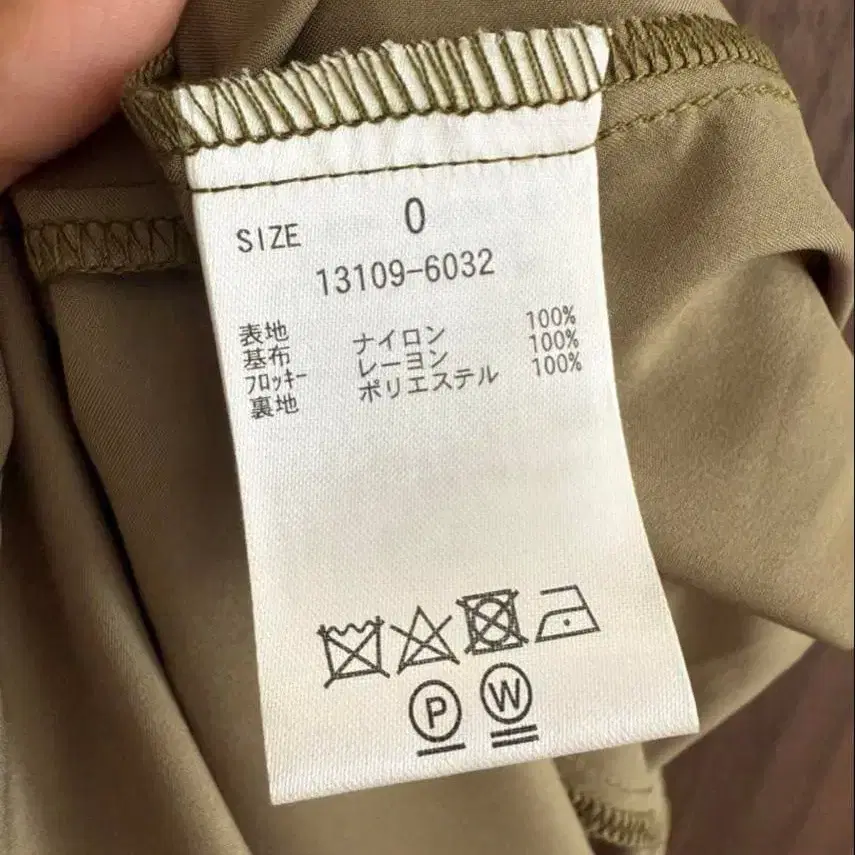 SIZE 0
13109-6032
表地
基布 ナイロン 100%
フロッキー レーヨン 100%
裏地 ポリエステル 100%
P W